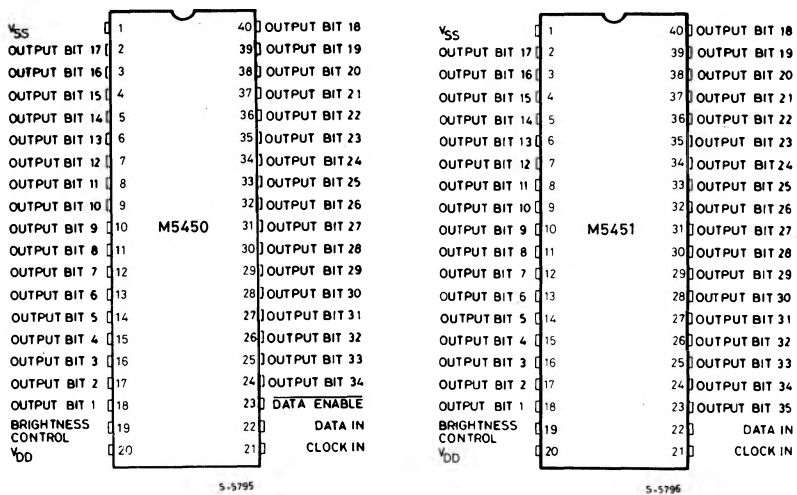 VSS 1 40 OUTPUT BIT 18
OUTPUT BIT 17 2 39 OUTPUT BIT 19
OUTPUT BIT 16 3 38 OUTPUT BIT 20
OUTPUT BIT 15 4 37 OUTPUT BIT 21
OUTPUT BIT 14 5 36 OUTPUT BIT 22
OUTPUT BIT 13 6 35 OUTPUT BIT 23
OUTPUT BIT 12 7 34 OUTPUT BIT 24
OUTPUT BIT 11 8 33 OUTPUT BIT 25
OUTPUT BIT 10 9 32 OUTPUT BIT 26
OUTPUT BIT 9 10 M5450 31 OUTPUT BIT 27
OUTPUT BIT 8 11 30 OUTPUT BIT 28
OUTPUT BIT 7 12 29 OUTPUT BIT 29
OUTPUT BIT 6 13 28 OUTPUT BIT 30
OUTPUT BIT 5 14 27 OUTPUT BIT 31
OUTPUT BIT 4 15 26 OUTPUT BIT 32
OUTPUT BIT 3 16 25 OUTPUT BIT 33
OUTPUT BIT 2 17 24 OUTPUT BIT 34
OUTPUT BIT 1 18 23 DATA ENABLE
BRIGHTNESS CONTROL 19 22 DATA IN
VDD 20 21 CLOCK IN
S-5795
VSS 1 40 OUTPUT BIT 18
OUTPUT BIT 17 2 39 OUTPUT BIT 19
OUTPUT BIT 16 3 38 OUTPUT BIT 20
OUTPUT BIT 15 4 37 OUTPUT BIT 21
OUTPUT BIT 14 5 36 OUTPUT BIT 22
OUTPUT BIT 13 6 35 OUTPUT BIT 23
OUTPUT BIT 12 7 34 OUTPUT BIT 24
OUTPUT BIT 11 8 33 OUTPUT BIT 25
OUTPUT BIT 10 9 32 OUTPUT BIT 26
OUTPUT BIT 9 10 M5451 31 OUTPUT BIT 27
OUTPUT BIT 8 11 30 OUTPUT BIT 28
OUTPUT BIT 7 12 29 OUTPUT BIT 29
OUTPUT BIT 6 13 28 OUTPUT BIT 30
OUTPUT BIT 5 14 27 OUTPUT BIT 31
OUTPUT BIT 4 15 26 OUTPUT BIT 32
OUTPUT BIT 3 16 25 OUTPUT BIT 33
OUTPUT BIT 2 17 24 OUTPUT BIT 34
OUTPUT BIT 1 18 23 OUTPUT BIT 35
BRIGHTNESS CONTROL 19 22 DATA IN
VDD 20 21 CLOCK IN
S-5796